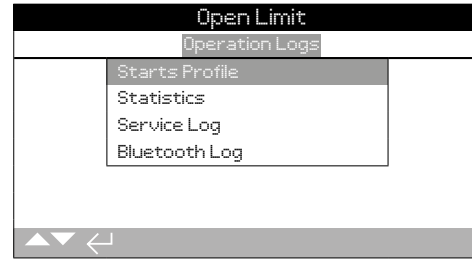 Open Limit
Operation Logs
Starts Profile
Statistics
Service Log
Bluetooth Log